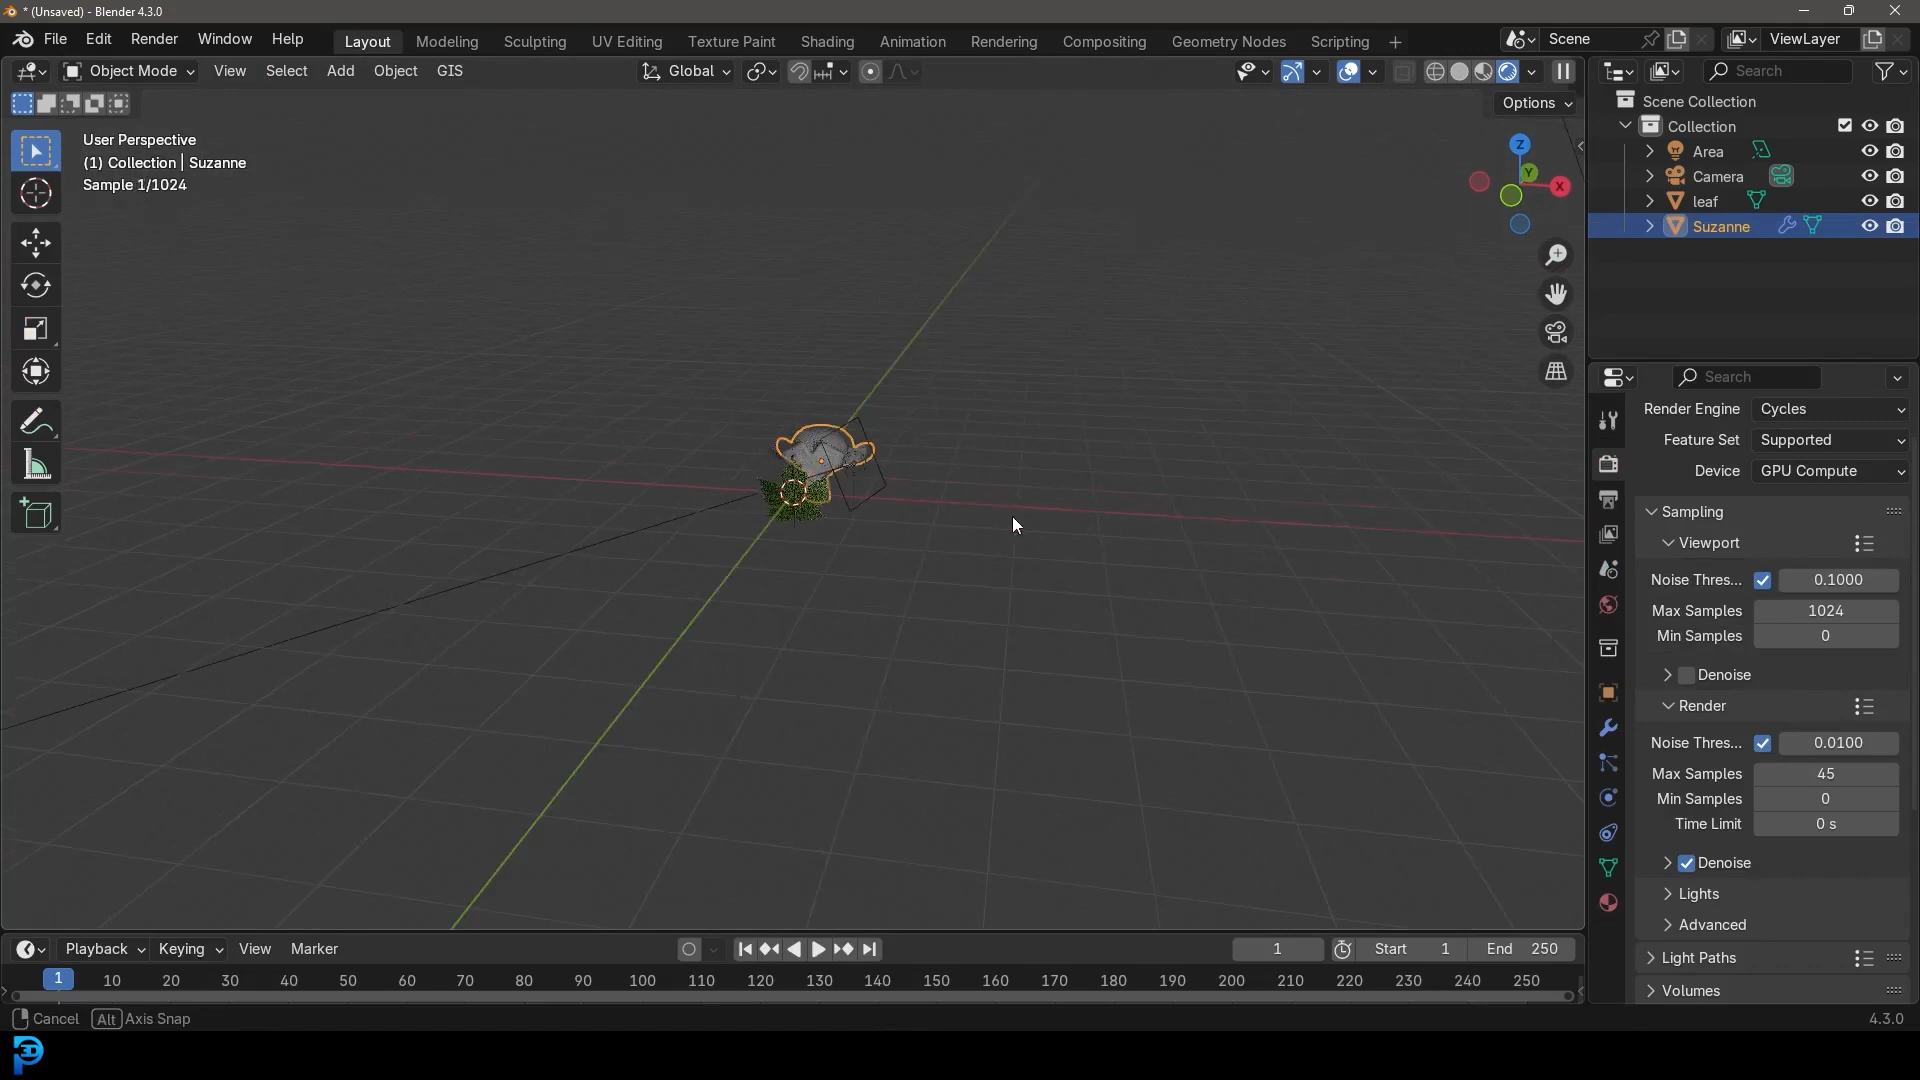 * (Unsaved) - Blender 4.3.0
File Edit Render Window Help Layout Modeling Sculpting UV Editing Texture Paint Shading Animation Rendering Compositing Geometry Nodes Scripting + Scene ViewLayer
Object Mode View Select Add Object GIS Global Search
Options
User Perspective
(1) Collection | Suzanne
Sample 1/1024
Z
Y
X
Scene Collection
Collection
Area
Camera
leaf
Suzanne
Search
Render Engine Cycles
Feature Set Supported
Device GPU Compute
Sampling
Viewport
Noise Thres... 0.1000
Max Samples 1024
Min Samples 0
Denoise
Render
Noise Thres... 0.0100
Max Samples 45
Min Samples 0
Time Limit 0 s
Denoise
Lights
Advanced
Light Paths
Volumes
Playback Keying View Marker 1 Start 1 End 250
1 10 20 30 40 50 60 70 80 90 100 110 120 130 140 150 160 170 180 190 200 210 220 230 240 250
Cancel Alt Axis Snap 4.3.0